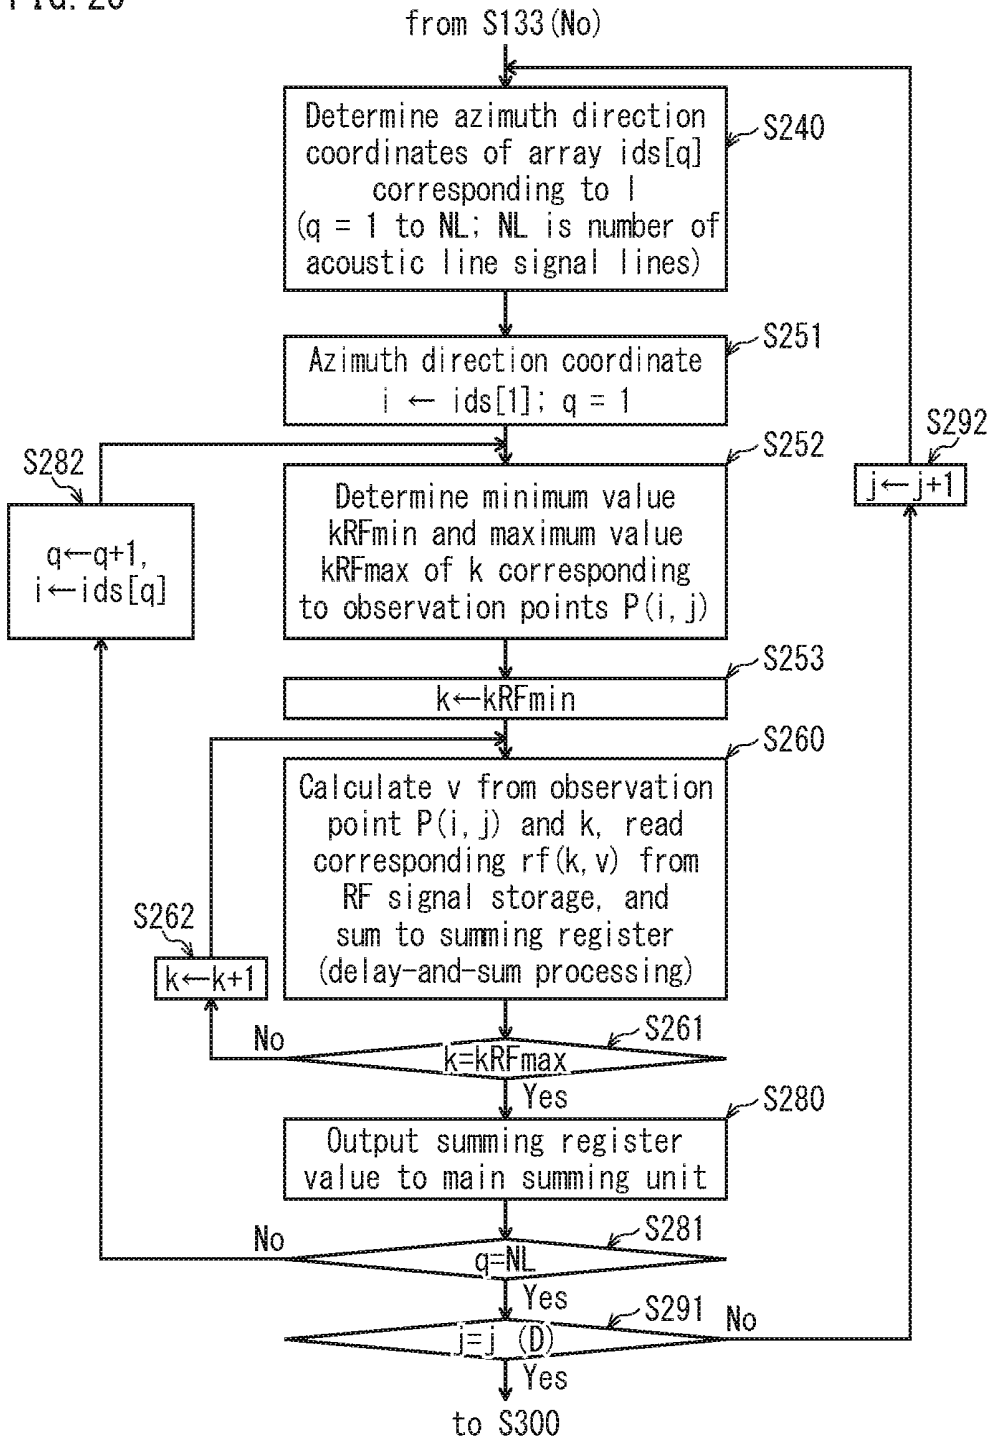 from S133(No)
Determine azimuth direction
coordinates of array ids[q]
corresponding to l
(q = 1 to NL; NL is number of
acoustic line signal lines)
S240
Azimuth direction coordinate
i ← ids[1]; q = 1
S251
S252
Determine minimum value
kRFmin and maximum value
kRFmax of k corresponding
to observation points P(i,j)
S282
q←q+1,
i←ids[q]
S292
j←j+1
S253
k←kRFmin
S260
Calculate v from observation
point P(i,j) and k, read
corresponding rf(k,v) from
RF signal storage, and
sum to summing register
(delay-and-sum processing)
S262
k←k+1
No
S261
k=kRFmax
Yes
S280
Output summing register
value to main summing unit
No
S281
q=NL
Yes
S291
j=j (D)
No
Yes
to S300